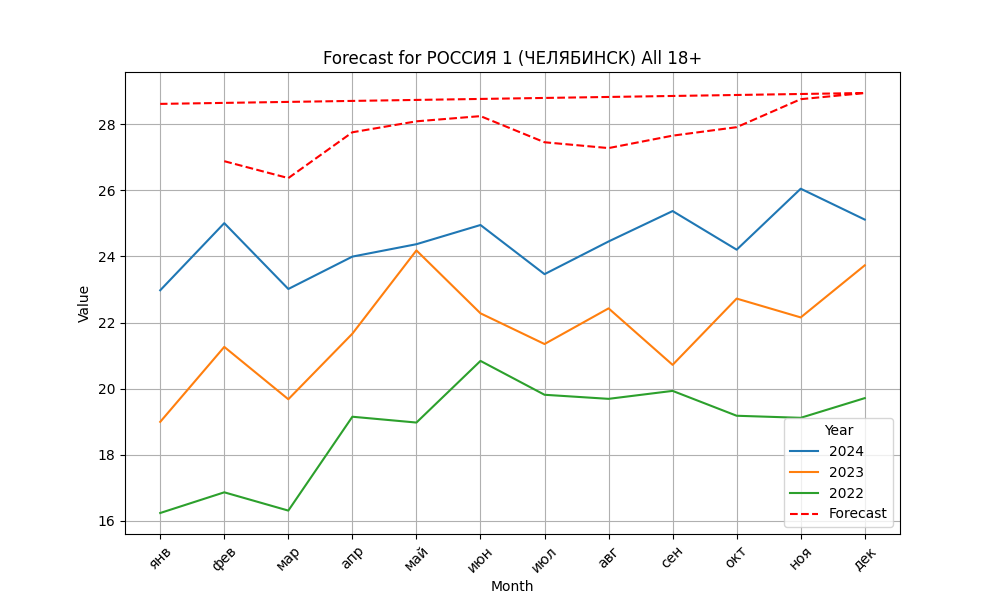 Forecast for РОССИЯ 1 (ЧЕЛЯБИНСК) All 18+
Value
28
26
24
22
20
18
16
Year
2024
2023
2022
Forecast
янв
фев
мар
апр
май
июн
июл
авг
сен
окт
ноя
дек
Month